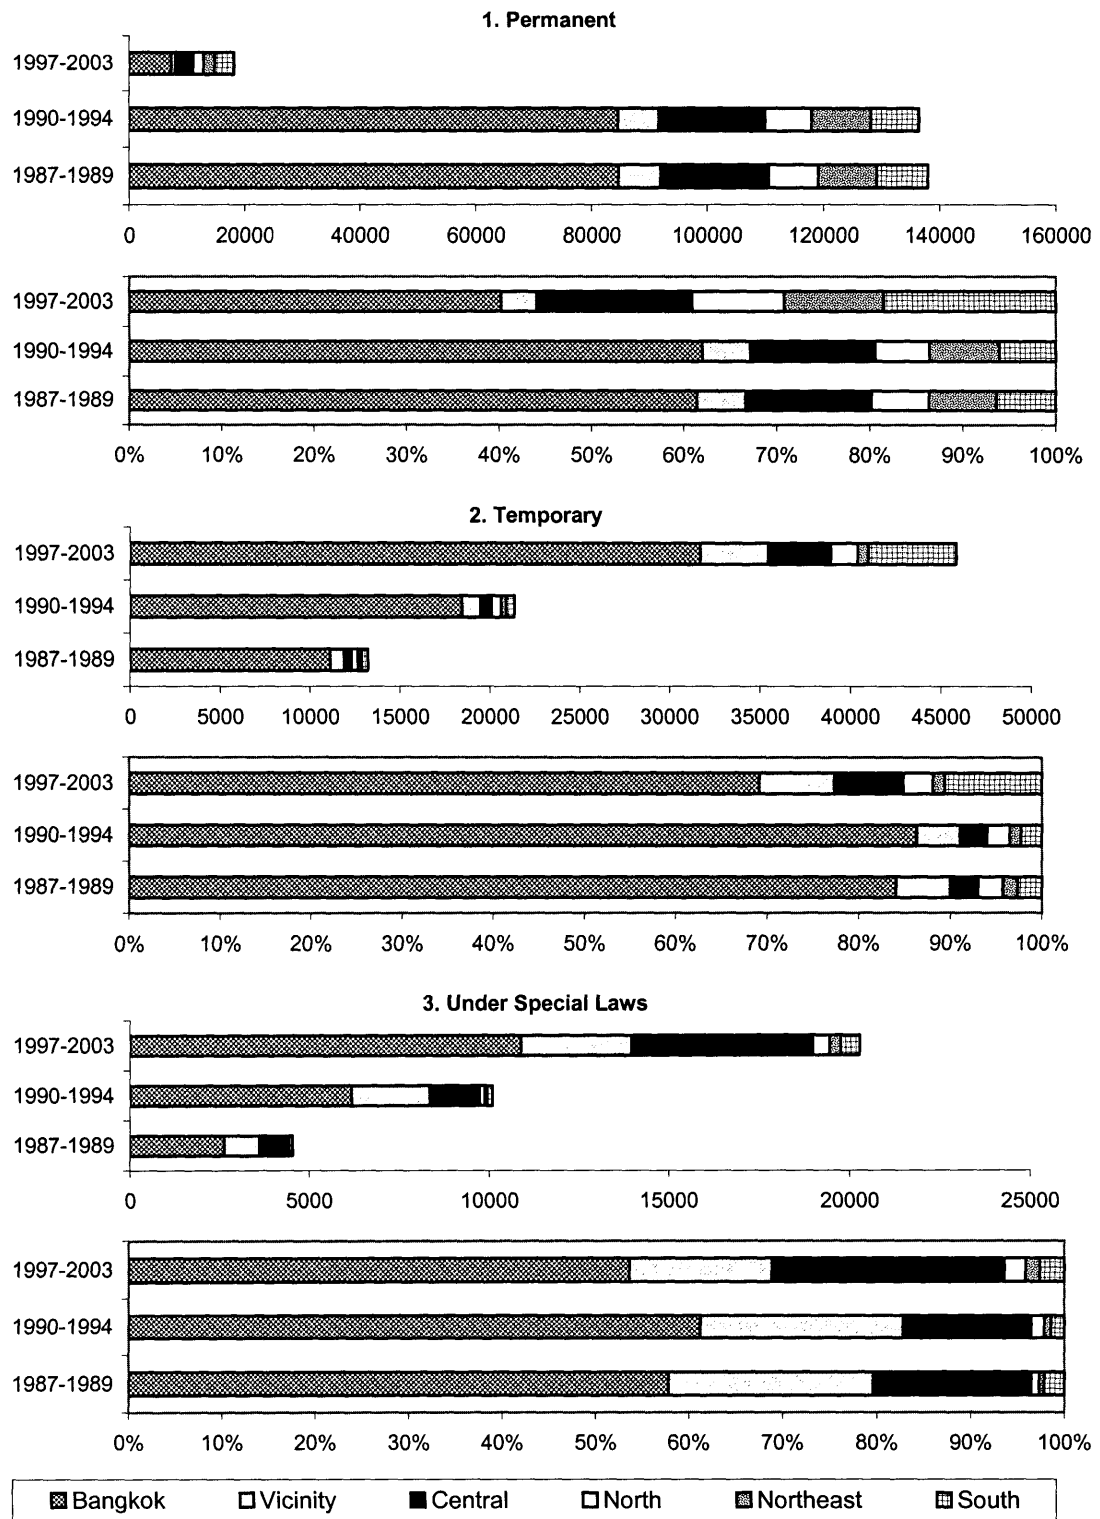 1. Permanent
1997-2003
1990-1994
1987-1989
0 20000 40000 60000 80000 100000 120000 140000 160000
1997-2003
1990-1994
1987-1989
0% 10% 20% 30% 40% 50% 60% 70% 80% 90% 100%
2. Temporary
1997-2003
1990-1994
1987-1989
0 5000 10000 15000 20000 25000 30000 35000 40000 45000 50000
1997-2003
1990-1994
1987-1989
0% 10% 20% 30% 40% 50% 60% 70% 80% 90% 100%
3. Under Special Laws
1997-2003
1990-1994
1987-1989
0 5000 10000 15000 20000 25000
1997-2003
1990-1994
1987-1989
0% 10% 20% 30% 40% 50% 60% 70% 80% 90% 100%
Bangkok Vicinity Central North Northeast South